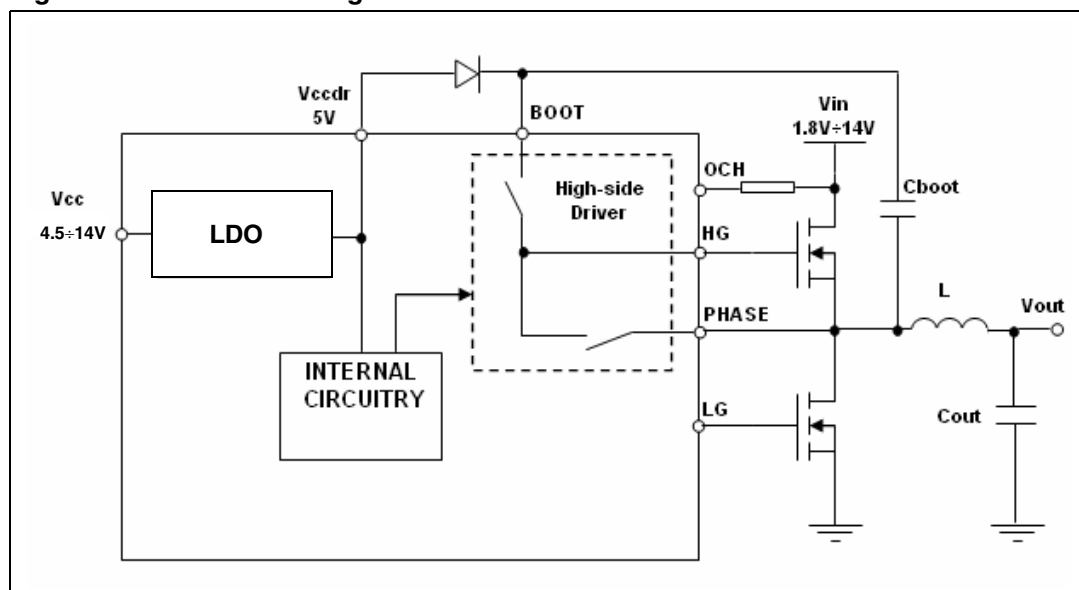 Vccdr
5V
BOOT
Vin
1.8V÷14V
OCH
High-side
Driver
Cboot
Vcc
4.5÷14V
LDO
HG
L
Vout
PHASE
INTERNAL
CIRCUITRY
LG
Cout